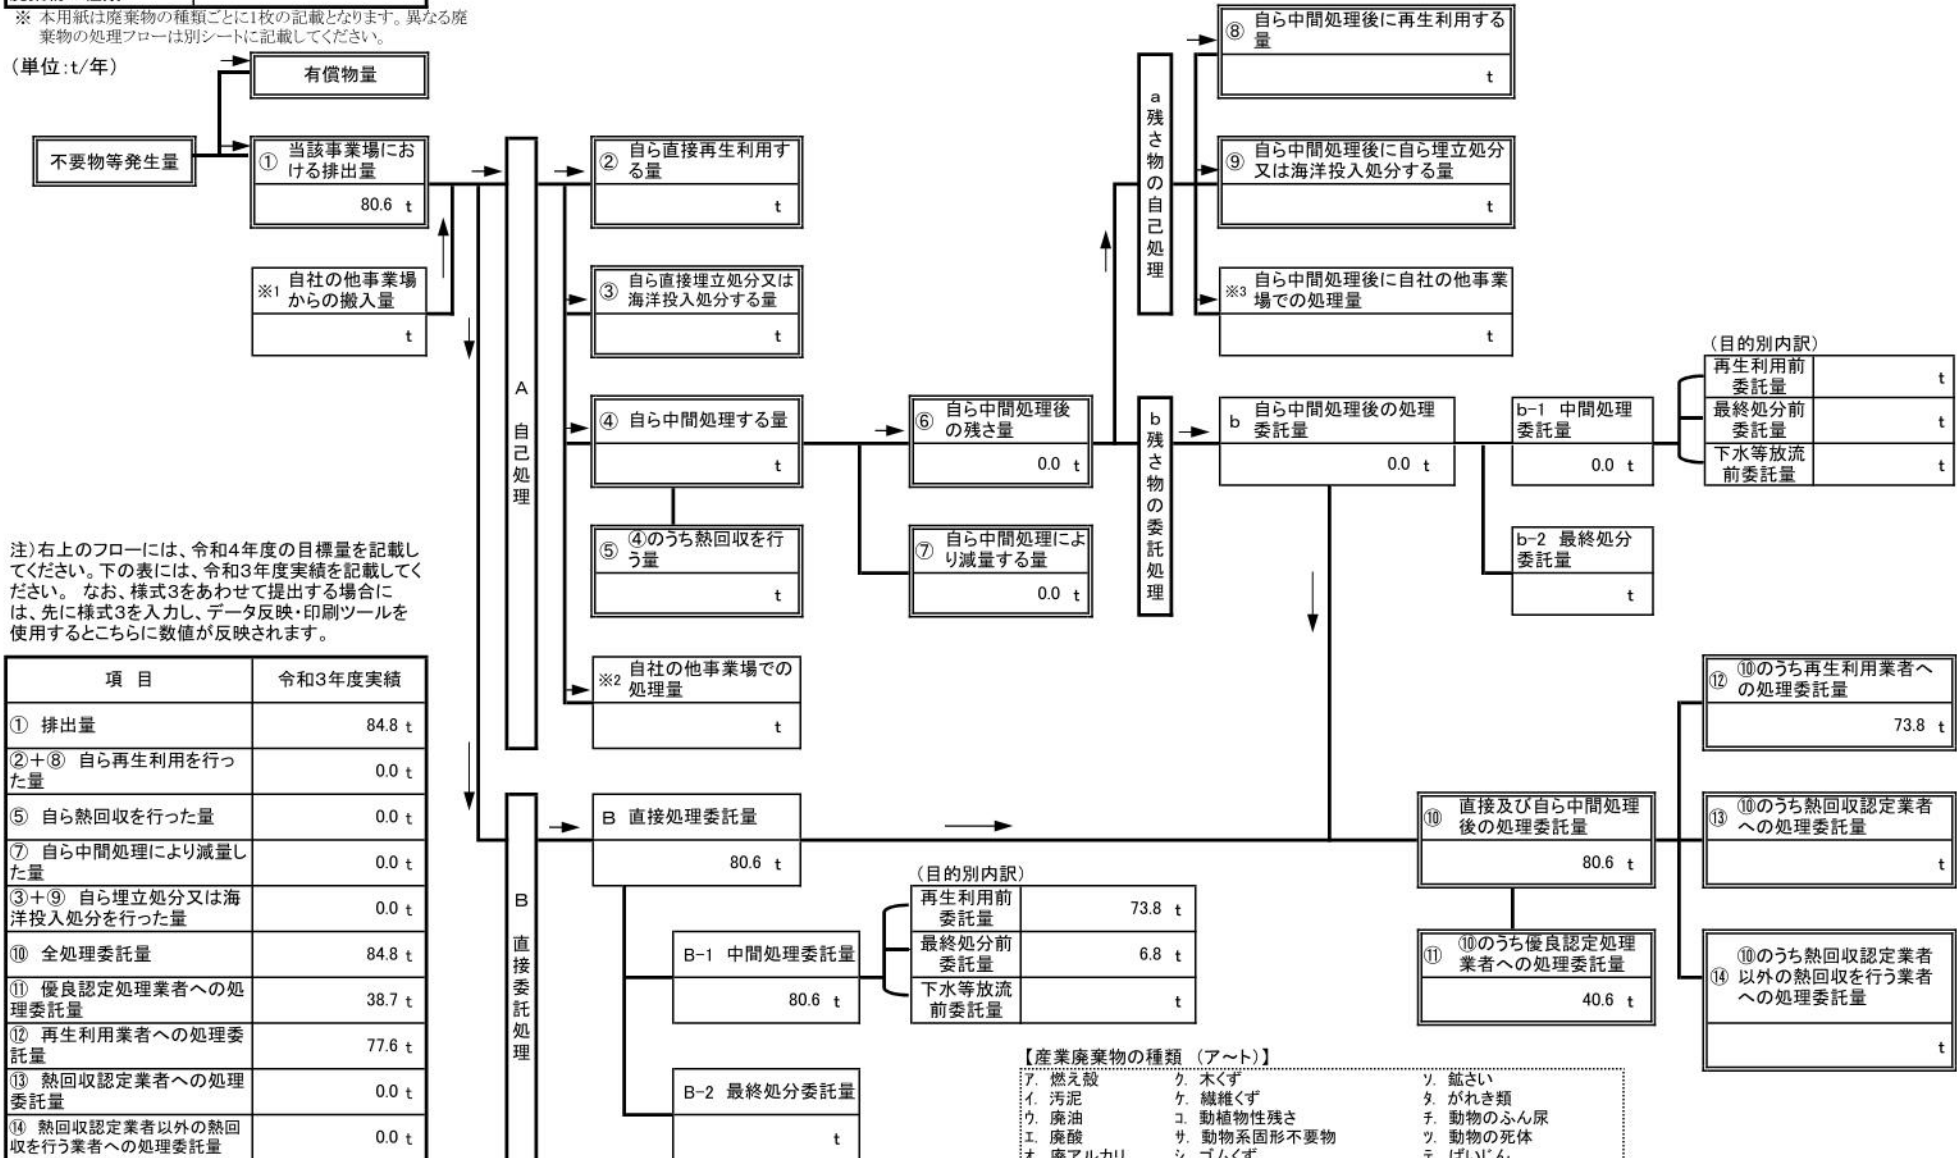 ※ 本用紙は廃棄物の種類ごとに1枚の記載となります。異なる廃
棄物の処理フローは別シートに記載してください。
(単位:t/年)
有償物量
不要物等発生量
① 当該事業場にお
ける排出量
80.6 t
※1 自社の他事業場
からの搬入量
t
A 自己処理
② 自ら直接再生利用す
る量
t
③ 自ら直接埋立処分又は
海洋投入処分する量
t
④ 自ら中間処理する量
t
⑤ ④のうち熱回収を行
う量
t
※2 自社の他事業場での
処理量
t
⑥ 自ら中間処理後
の残さ量
0.0 t
⑦ 自ら中間処理によ
り減量する量
0.0 t
a 残さ物の自己処理
⑧ 自ら中間処理後に再生利用する
量
t
⑨ 自ら中間処理後に自ら埋立処分
又は海洋投入処分する量
t
※3 自ら中間処理後に自社の他事業
場での処理量
t
b 残さ物の委託処理
b 自ら中間処理後の処理
委託量
0.0 t
b-1 中間処理
委託量
0.0 t
(目的別内訳)
再生利用前
委託量
t
最終処分前
委託量
t
下水等放流
前委託量
t
b-2 最終処分
委託量
t
注)右上のフローには、令和4年度の目標量を記載し
てください。下の表には、令和3年度実績を記載してく
ださい。 なお、様式3をあわせて提出する場合に
は、先に様式3を入力し、データ反映・印刷ツールを
使用するとこちらに数値が反映されます。
項 目 令和3年度実績
① 排出量 84.8 t
②+⑧ 自ら再生利用を行っ
た量
0.0 t
⑤ 自ら熱回収を行った量 0.0 t
⑦ 自ら中間処理により減量し
た量
0.0 t
③+⑨ 自ら埋立処分又は海
洋投入処分を行った量
0.0 t
⑩ 全処理委託量 84.8 t
⑪ 優良認定処理業者への処
理委託量
38.7 t
⑫ 再生利用業者への処理委
託量
77.6 t
⑬ 熱回収認定業者への処理
委託量
0.0 t
⑭ 熱回収認定業者以外の熱回
収を行う業者への処理委託量
0.0 t
B 直接委託処理
B 直接処理委託量
80.6 t
B-1 中間処理委託量
80.6 t
(目的別内訳)
再生利用前
委託量
73.8 t
最終処分前
委託量
6.8 t
下水等放流
前委託量
t
B-2 最終処分委託量
t
⑩ 直接及び自ら中間処理
後の処理委託量
80.6 t
⑪ ⑩のうち優良認定処理
業者への処理委託量
40.6 t
⑫ ⑩のうち再生利用業者へ
の処理委託量
73.8 t
⑬ ⑩のうち熱回収認定業者
への処理委託量
t
⑭ ⑩のうち熱回収認定業者
以外の熱回収を行う業者
への処理委託量
t
【産業廃棄物の種類 (ア~ト)】
ア. 燃え殻 ク. 木くず ソ. 鉱さい
イ. 汚泥 ケ. 繊維くず タ. がれき類
ウ. 廃油 コ. 動植物性残さ チ. 動物のふん尿
エ. 廃酸 サ. 動物系固形不要物 ツ. 動物の死体
オ. 廃アルカリ シ. ゴムくず テ. ばいじん